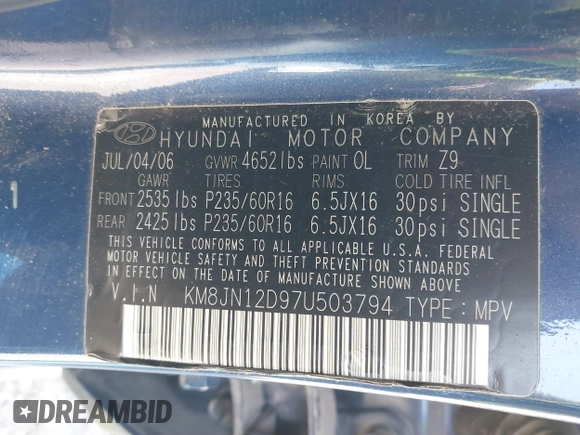 MANUFACTURED IN KOREA BY
HYUNDAI MOTOR COMPANY
JUL/04/06 GVWR 4652lbs PAINT OL TRIM Z9
GAWR TIRES RIMS COLD TIRE INFL
FRONT 2535lbs P235/60R16 6.5JX16 30psi SINGLE
REAR 2425lbs P235/60R16 6.5JX16 30psi SINGLE
THIS VEHICLE CONFORMS TO ALL APPLICABLE U.S.A. FEDERAL
MOTOR VEHICLE SAFETY AND BUMPER STANDARDS
IN EFFECT ON THE DATE OF MANUFACTURE SHOWN ABOVE.
V.I.N KM8JN12D97U503794 TYPE: MPV
1
DREAMBID